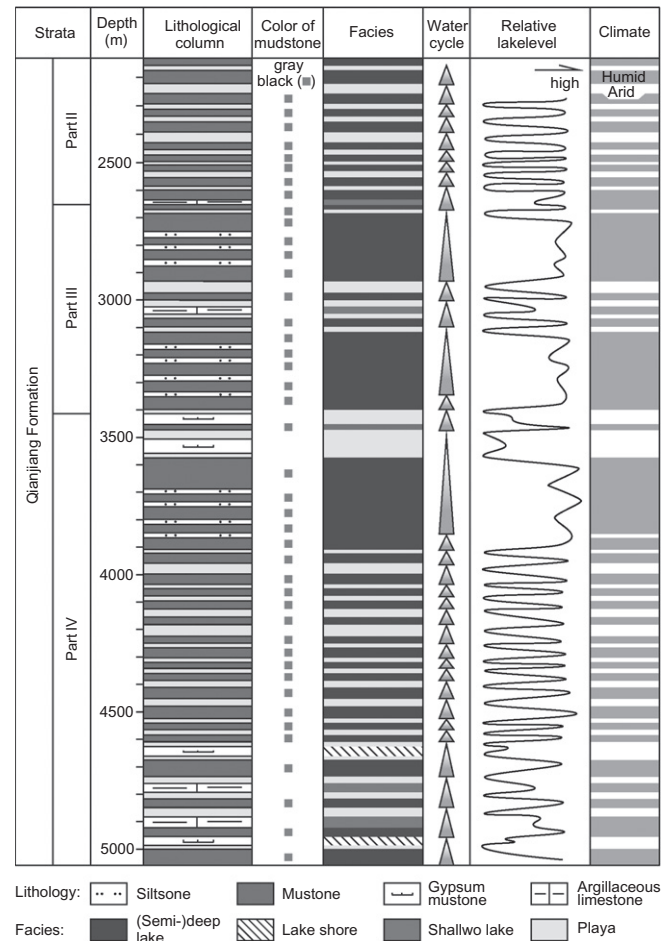 Strata
Depth
(m)
Lithological
column
Color of
mudstone
Facies
Water
cycle
Relative
lakelevel
Climate
gray
black (■)
high
Humid
Arid
Qianjiang Formation
Part II
Part III
Part IV
2500
3000
3500
4000
4500
5000
Lithology:
Siltsone
Mustone
Gypsum
mustone
Argillaceous
limestone
Facies:
(Semi-)deep
lake
Lake shore
Shallwo lake
Playa